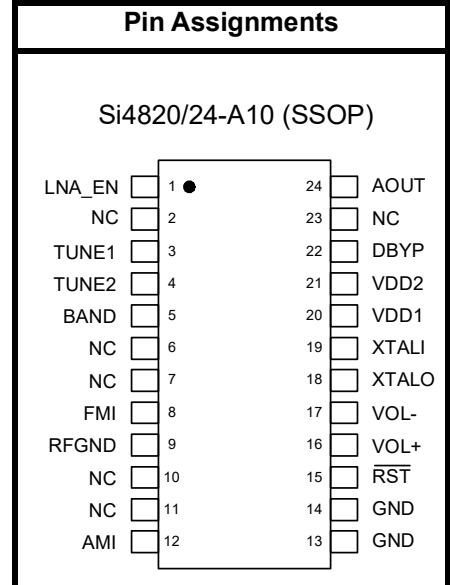 Pin Assignments
Si4820/24-A10 (SSOP)
LNA_EN 1 24 AOUT
NC 2 23 NC
TUNE1 3 22 DBYP
TUNE2 4 21 VDD2
BAND 5 20 VDD1
NC 6 19 XTALI
NC 7 18 XTALO
FMI 8 17 VOL-
RFGND 9 16 VOL+
NC 10 15 RST
NC 11 14 GND
AMI 12 13 GND